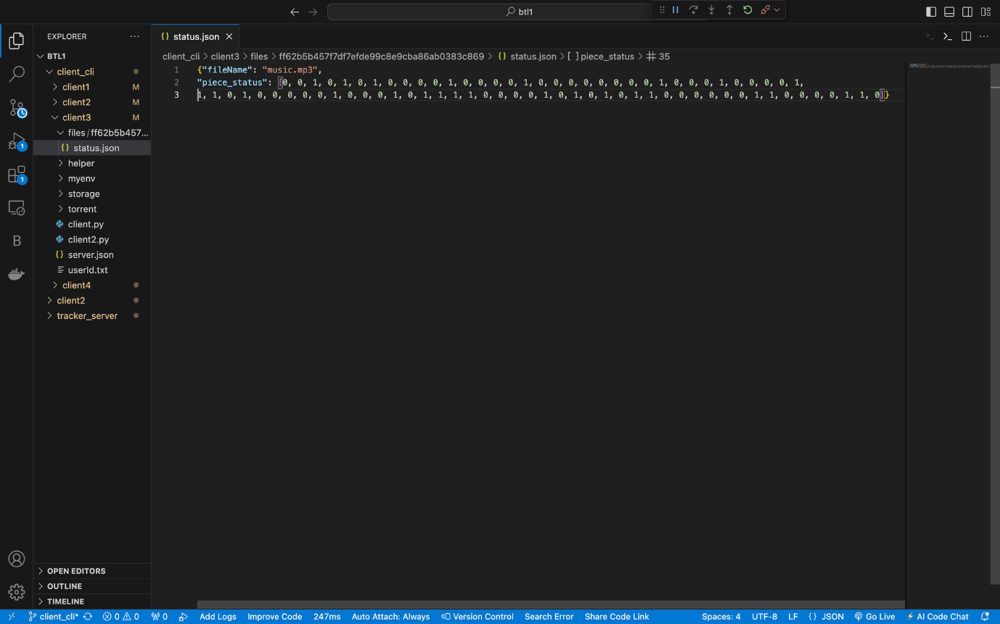 btl1
EXPLORER
BTL1
client_cli
client1 M
client2 M
client3 M
files/ff62b5b457...
status.json
helper
myenv
storage
torrent
client.py
client2.py
server.json
userId.txt
client4
client2
tracker_server
OPEN EDITORS
OUTLINE
TIMELINE
1
1
B
{} status.json
client_cli > client3 > files > ff62b5b457f7df7efde99c8e9cba86ab0383c869 > {} status.json > [ ] piece_status > # 35
1 {"fileName": "music.mp3",
2 "piece_status": [0, 0, 1, 0, 1, 0, 1, 0, 0, 0, 0, 1, 0, 0, 0, 0, 1, 0, 0, 0, 0, 0, 0, 0, 0, 1, 0, 0, 0, 1, 0, 0, 0, 0, 1,
3 1, 1, 0, 1, 0, 0, 0, 0, 0, 1, 0, 0, 0, 1, 0, 1, 1, 1, 1, 0, 0, 0, 0, 1, 0, 1, 0, 1, 0, 1, 1, 0, 0, 0, 0, 0, 0, 1, 1, 0, 0, 0, 0, 1, 1, 0]}
client_cli* 0 0 0 Add Logs Improve Code 247ms Auto Attach: Always Version Control Search Error Share Code Link Spaces: 4 UTF-8 LF {} JSON Go Live AI Code Chat